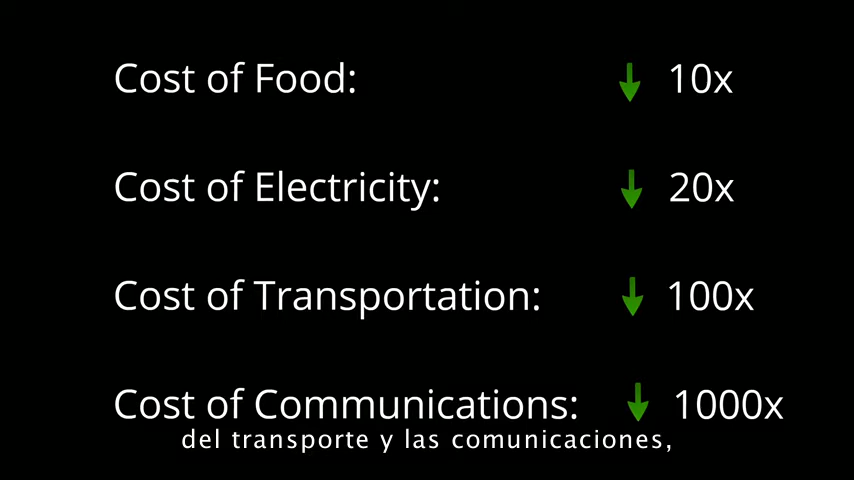 Cost of Food: ↓ 10x
Cost of Electricity: ↓ 20x
Cost of Transportation: ↓ 100x
Cost of Communications: ↓ 1000x
del transporte y las comunicaciones,